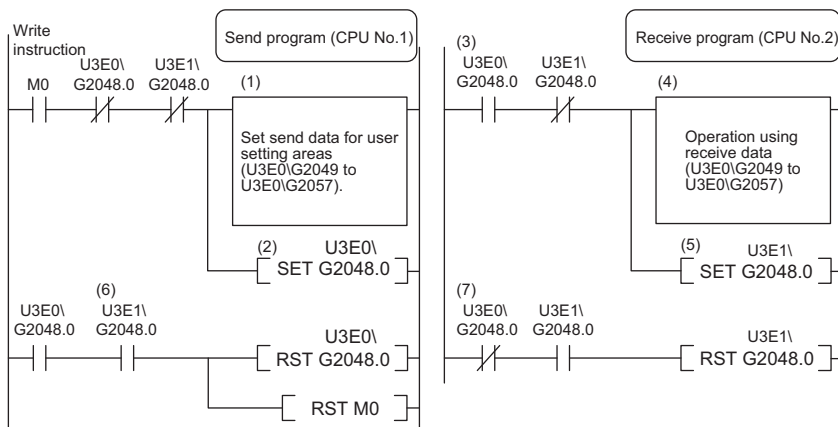 Write
instruction
Send program (CPU No.1)
M0
U3E0\
G2048.0
U3E1\
G2048.0
(1)
Set send data for user
setting areas
(U3E0\G2049 to
U3E0\G2057).
(2)
U3E0\
SET G2048.0
U3E0\
G2048.0
(6)
U3E1\
G2048.0
U3E0\
RST G2048.0
RST M0
Receive program (CPU No.2)
(3)
U3E0\
G2048.0
U3E1\
G2048.0
(4)
Operation using
receive data
(U3E0\G2049 to
U3E0\G2057)
(5)
U3E1\
SET G2048.0
(7)
U3E0\
G2048.0
U3E1\
G2048.0
U3E1\
RST G2048.0